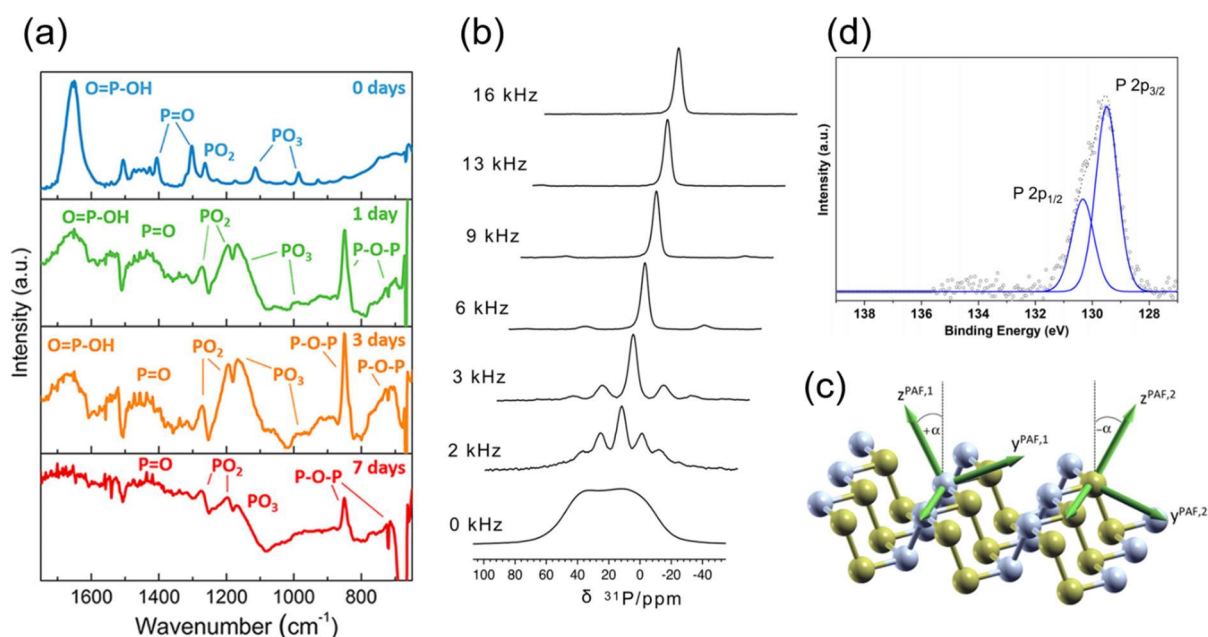 (a)
0 days
O=P-OH
P=O
PO2
PO3
1 day
O=P-OH
P=O
PO2
PO3
P-O-P
3 days
O=P-OH
P=O
PO2
PO3
P-O-P
P-O-P
7 days
P=O
PO2
PO3
P-O-P
Intensity (a.u.)
1600 1400 1200 1000 800
Wavenumber (cm-1)
(b)
16 kHz
13 kHz
9 kHz
6 kHz
3 kHz
2 kHz
0 kHz
100 80 60 40 20 0 -20 -40
δ 31P/ppm
(d)
P 2p3/2
P 2p1/2
Intensity (a.u.)
138 136 134 132 130 128
Binding Energy (eV)
(c)
zPAF,1
+α
yPAF,1
zPAF,2
-α
yPAF,2